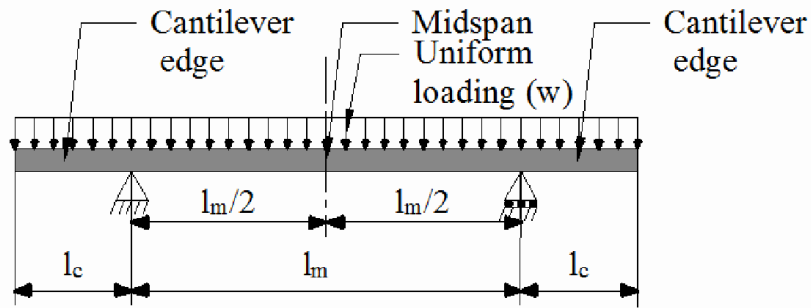 Cantilever
edge
Midspan
Uniform
loading (w)
Cantilever
edge
lm/2
lm/2
lc
lm
lc